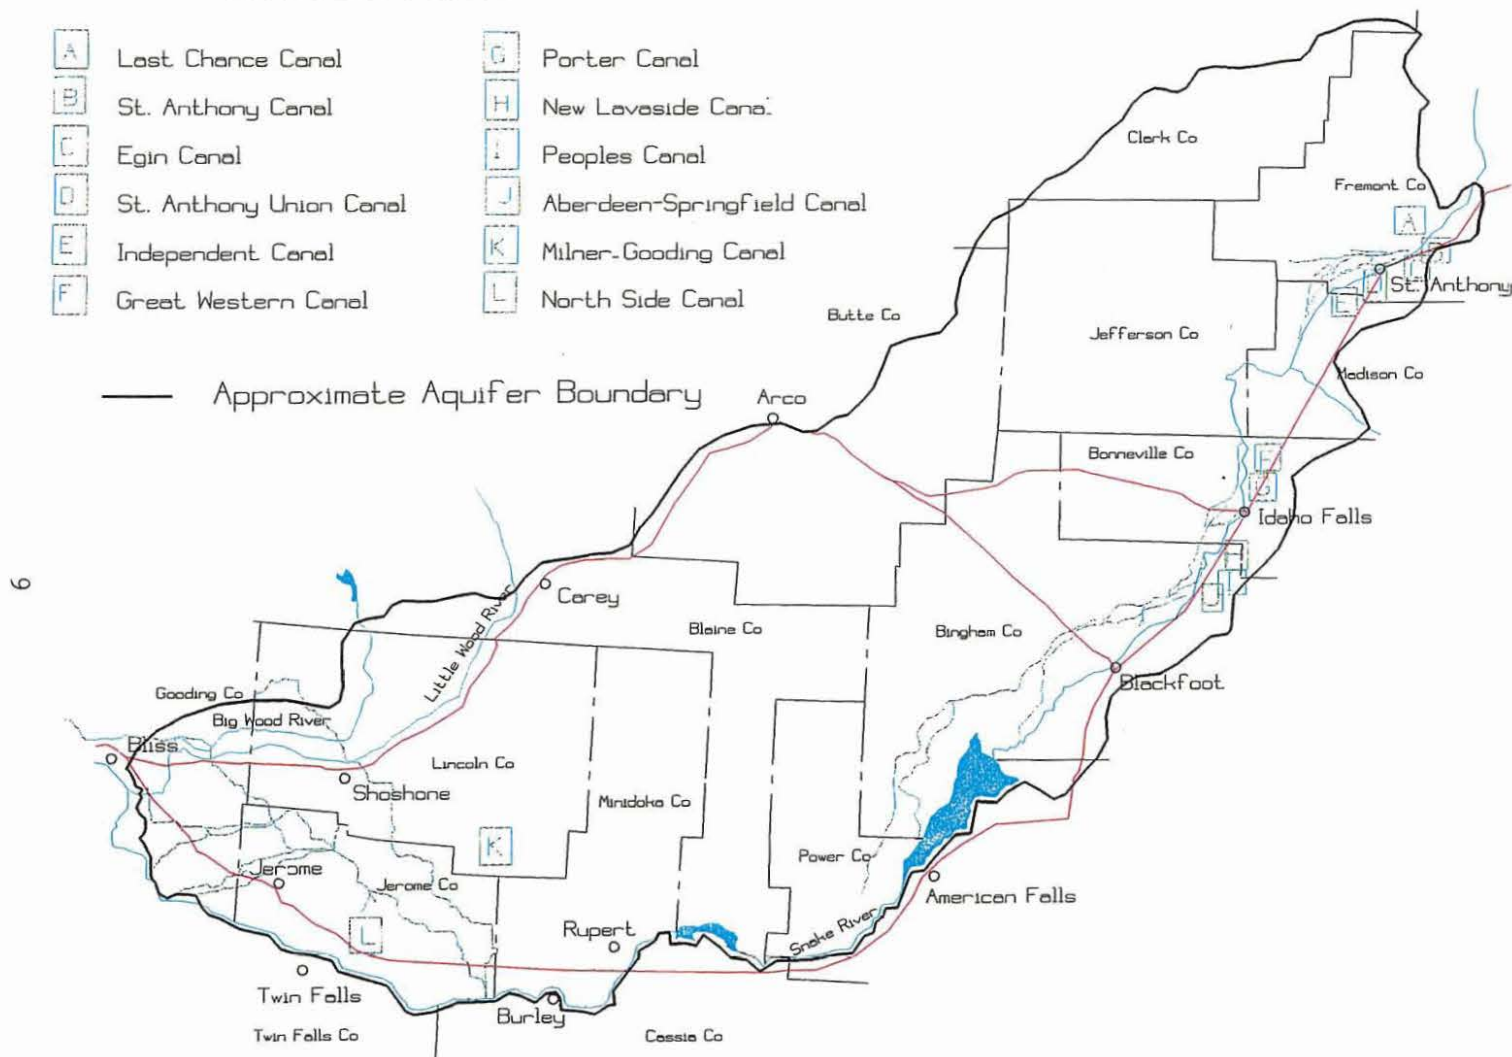 A Last Chance Canal
B St. Anthony Canal
C Egin Canal
D St. Anthony Union Canal
E Independent Canal
F Great Western Canal
G Porter Canal
H New Lavaside Canal
I Peoples Canal
J Aberdeen-Springfield Canal
K Milner-Gooding Canal
L North Side Canal
Approximate Aquifer Boundary
Clark Co
Fremont Co
A
St. Anthony
E
Butte Co
Jefferson Co
Madison Co
Arco
Bonneville Co
F
G
Idaho Falls
H
I
J
9
Carey
Little Wood River
Blaine Co
Bingham Co
Blackfoot
Gooding Co
Big Wood River
Bliss
Lincoln Co
Shoshone
Minidoka Co
K
Power Co
Jerome
Jerome Co
American Falls
L
Rupert
Snake River
Twin Falls
Burley
Twin Falls Co
Cassia Co